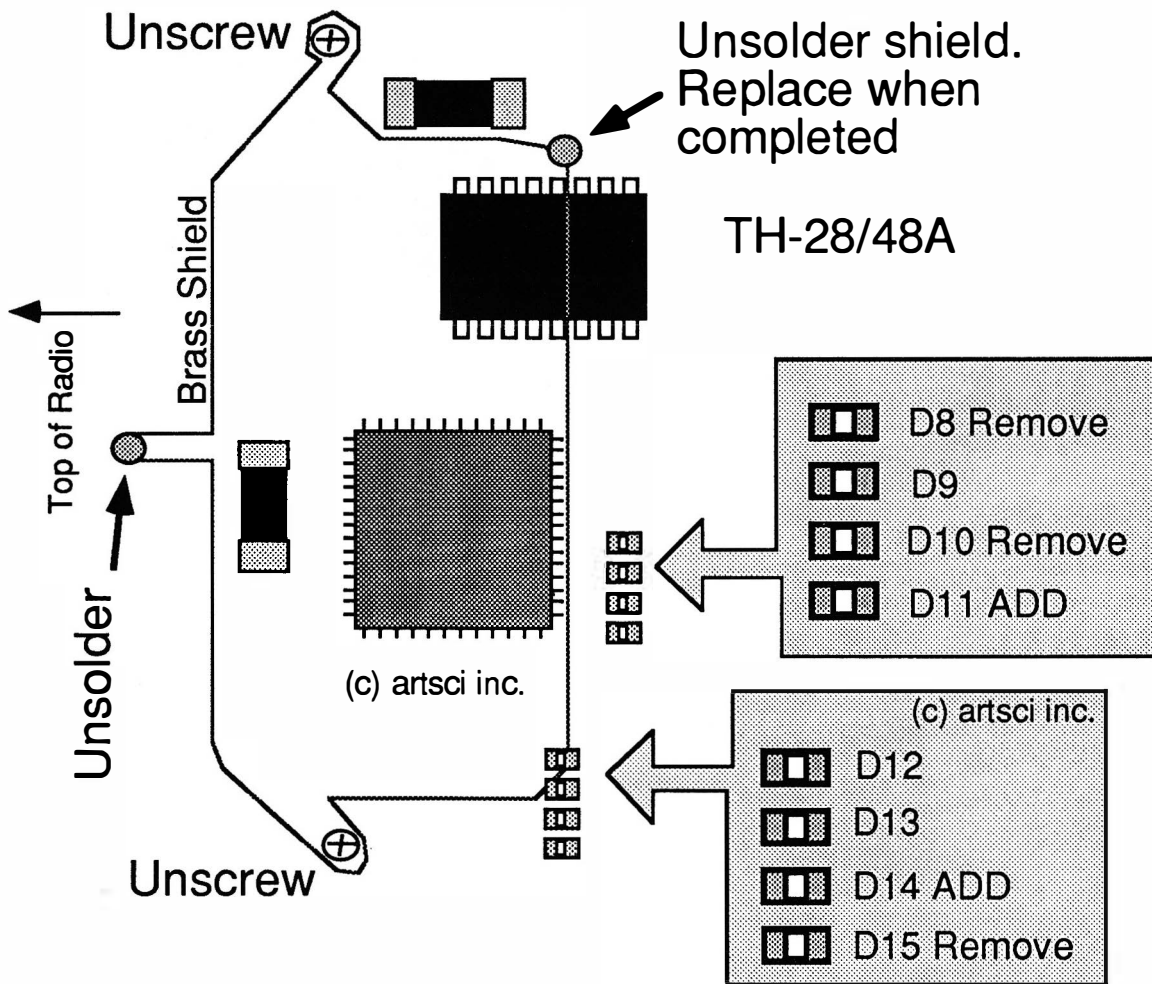 Unscrew
Unsolder shield.
Replace when
completed
TH-28/48A
Brass Shield
Top of Radio
Unsolder
D8 Remove
D9
D10 Remove
D11 ADD
(c) artsci inc.
(c) artsci inc.
D12
D13
D14 ADD
D15 Remove
Unscrew